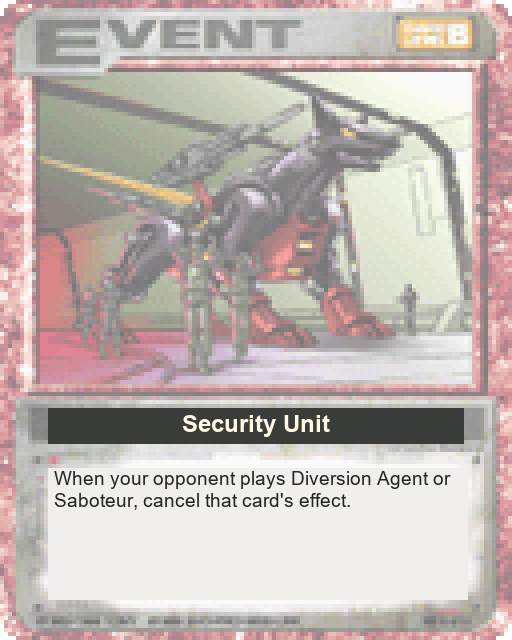 EVENT
B
Security Unit
When your opponent plays Diversion Agent or
Saboteur, cancel that card's effect.